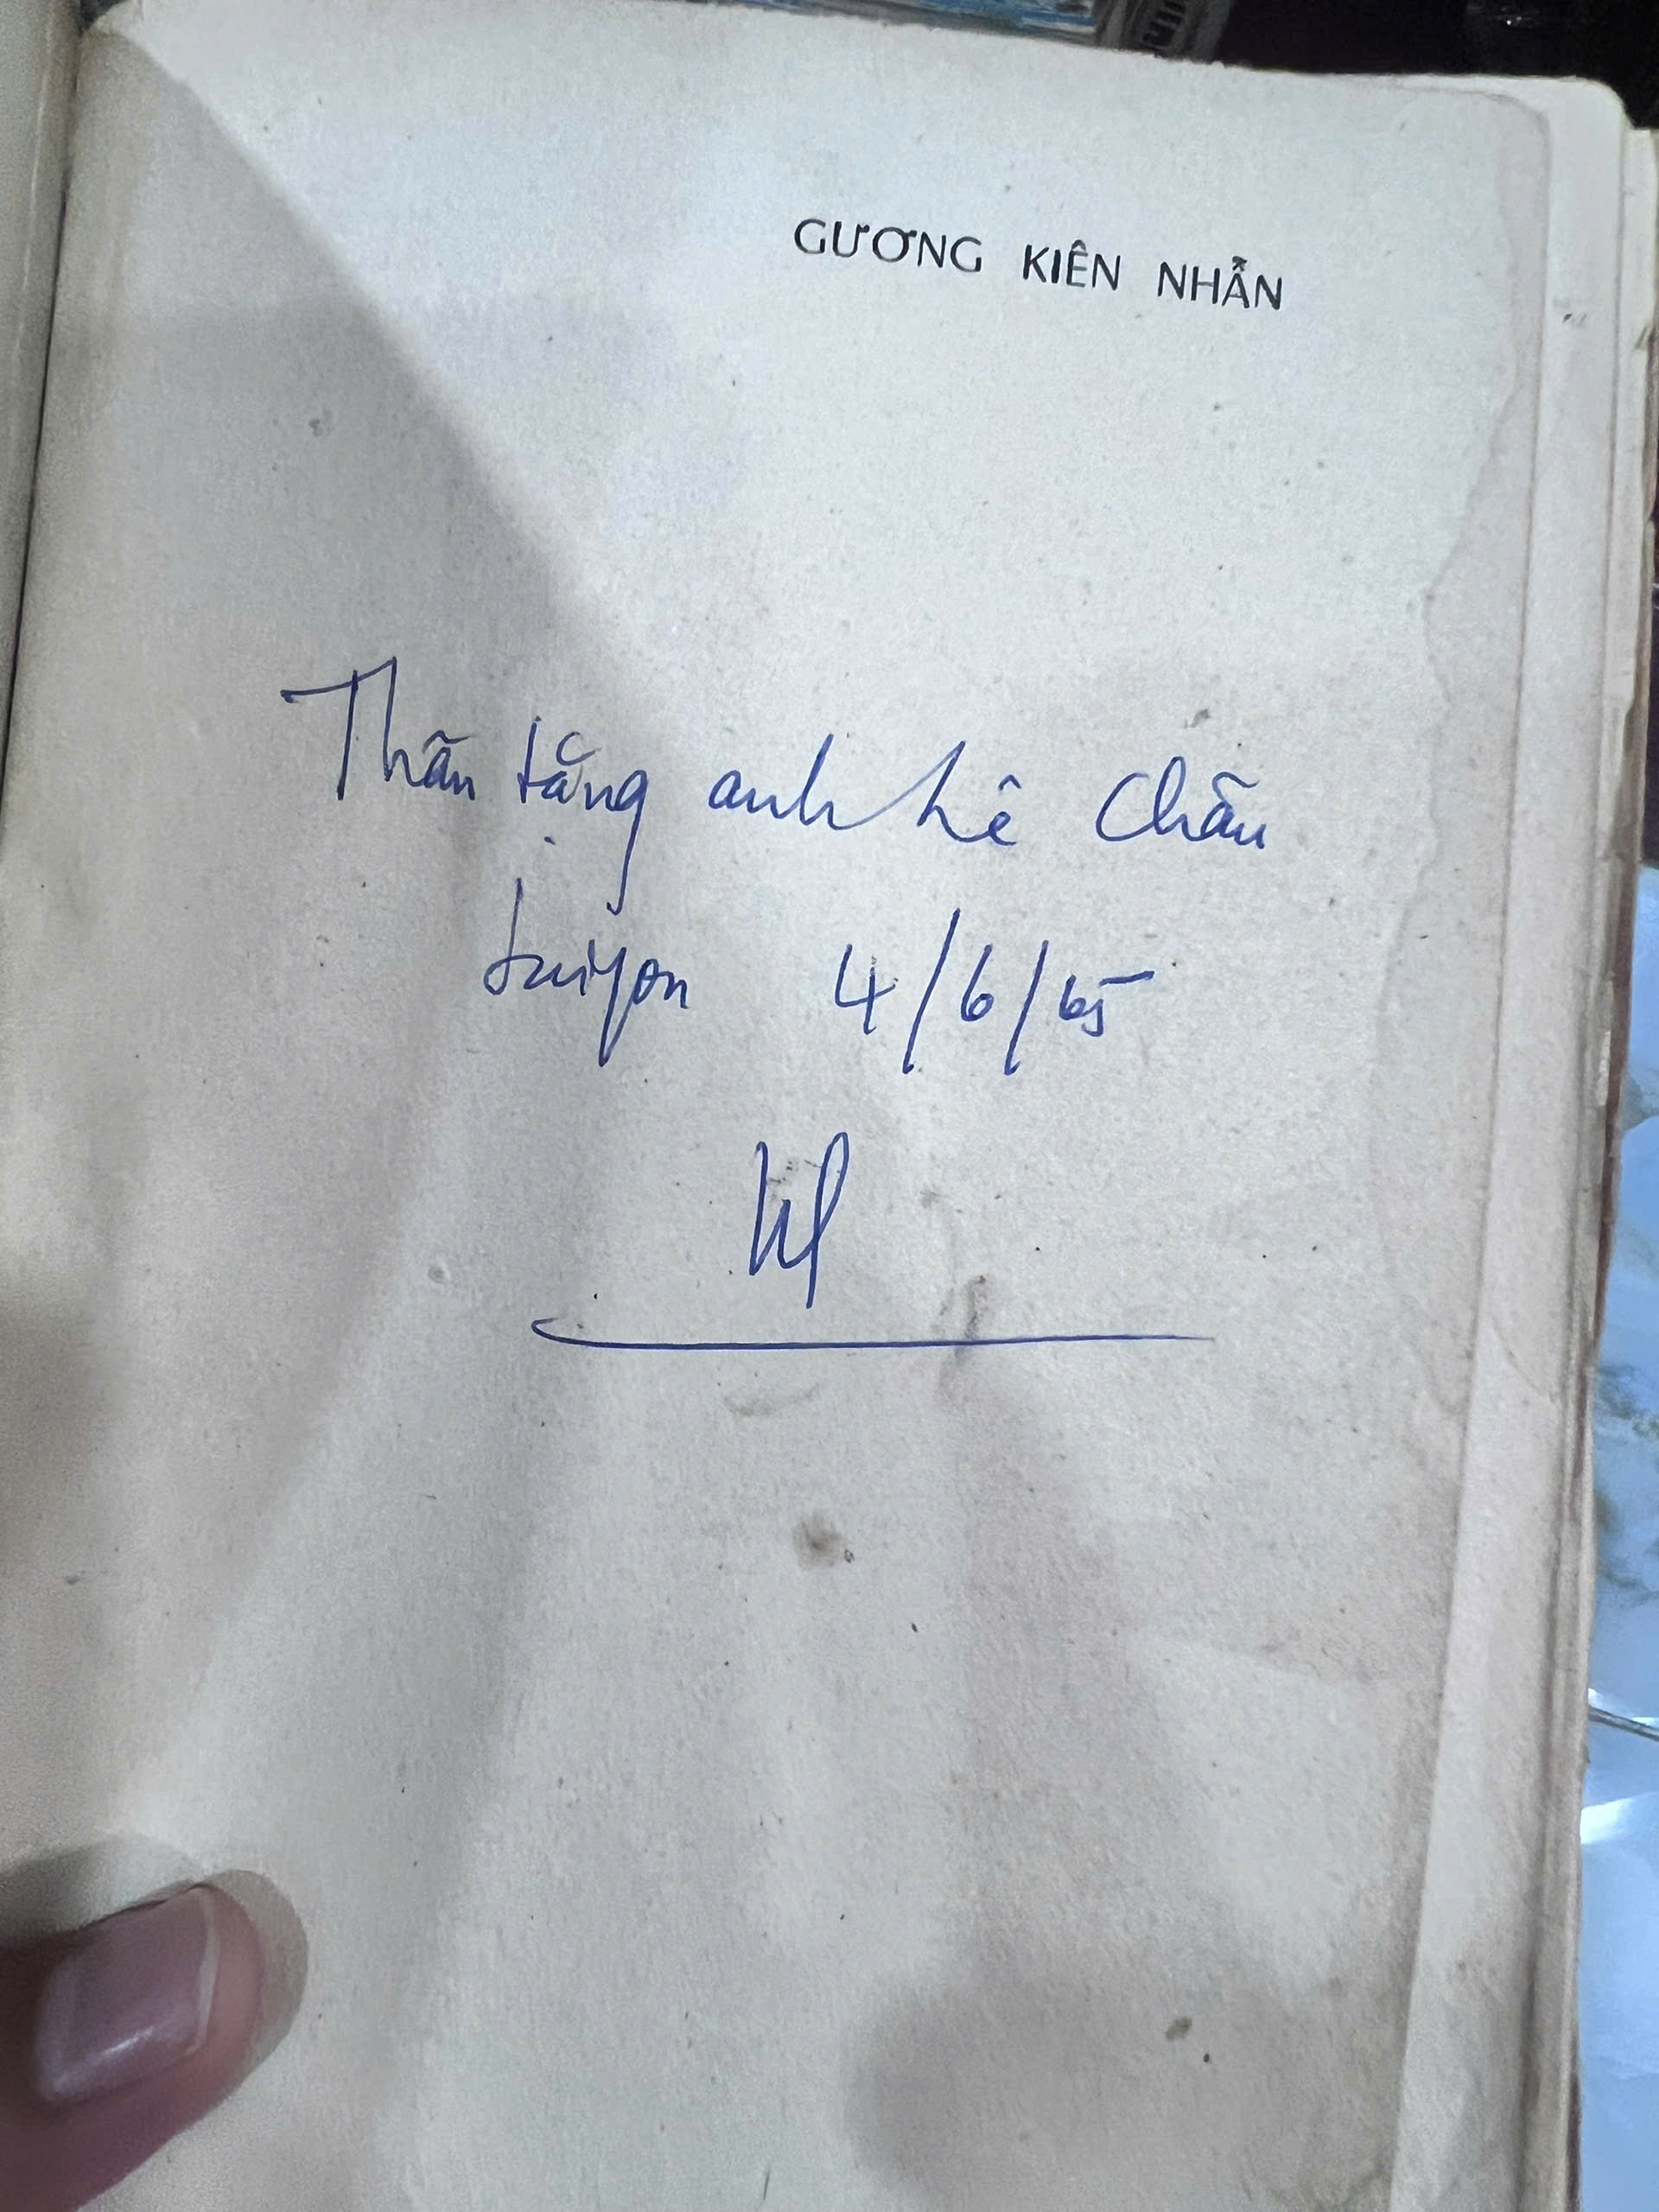 GƯƠNG KIÊN NHẪN
Thân tặng anh Lê Châu
Saigon 4/6/65